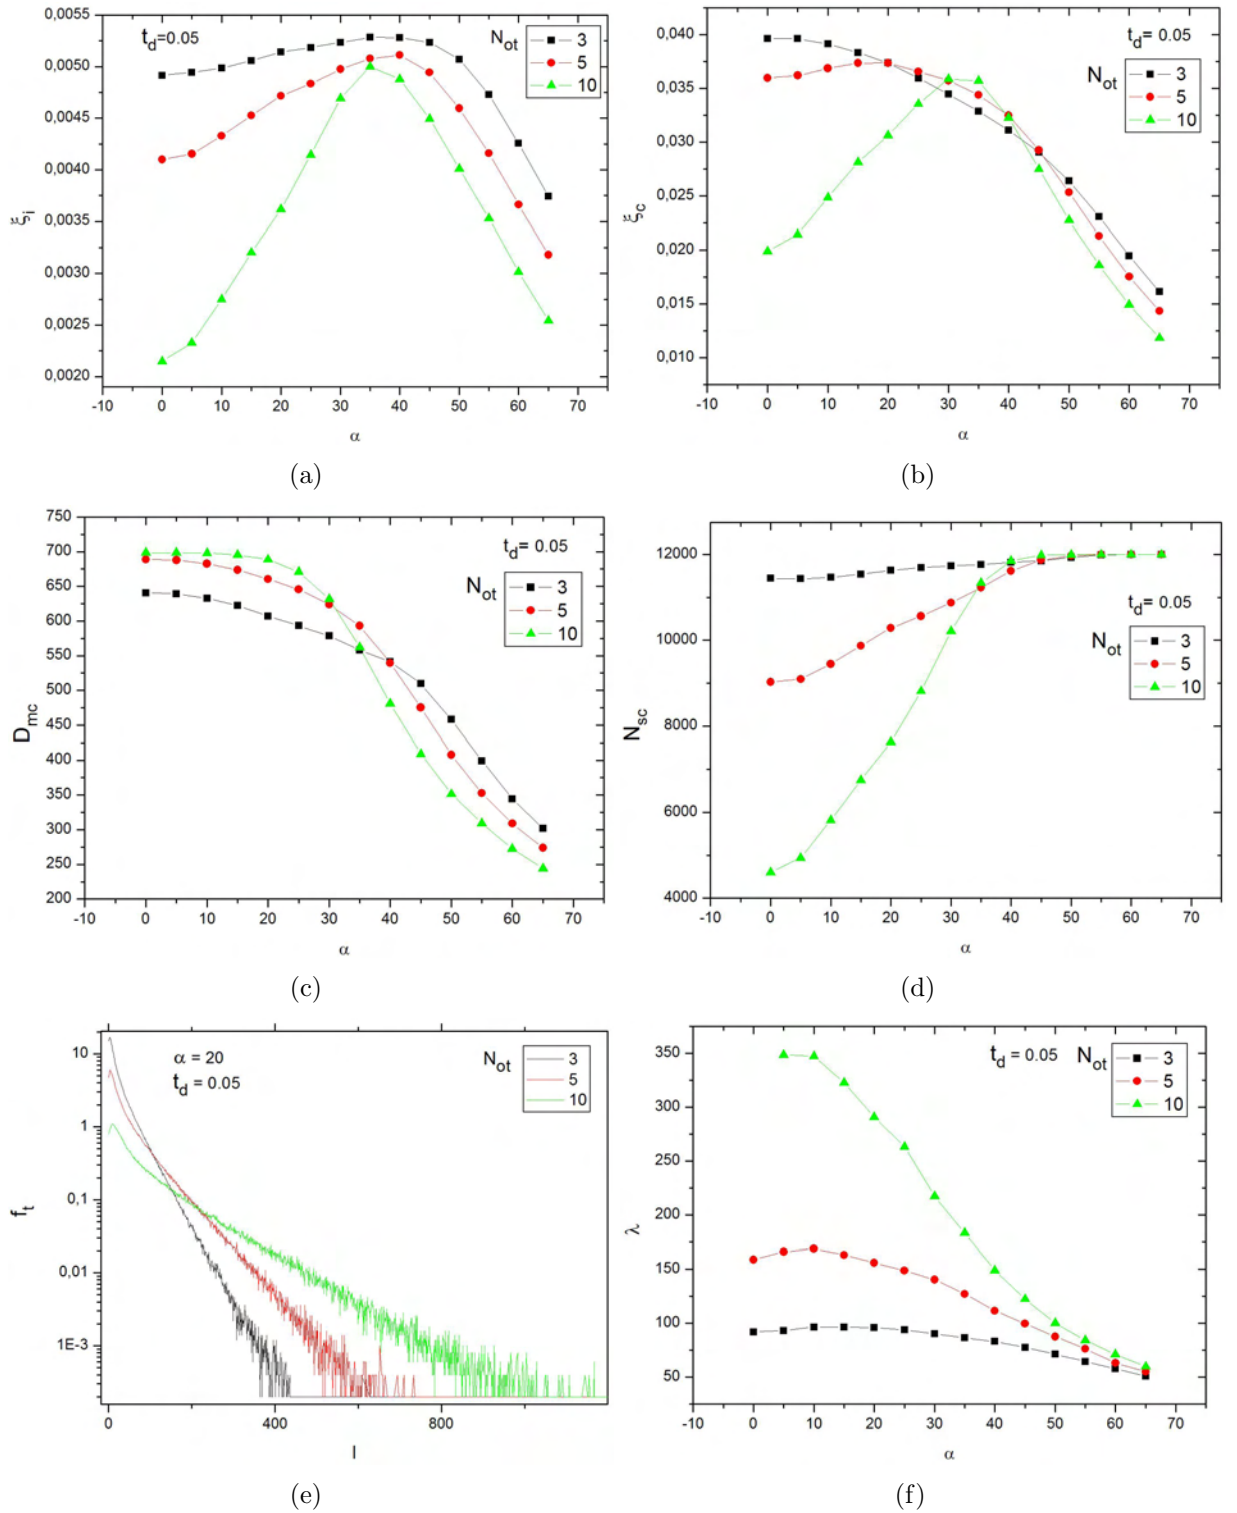 t_d=0.05
N_ot
3
5
10
0,0055
0,0050
0,0045
0,0040
0,0035
0,0030
0,0025
0,0020
ξ_i
-10 0 10 20 30 40 50 60 70
α
(a)
t_d= 0.05
N_ot
3
5
10
0,040
0,035
0,030
0,025
0,020
0,015
0,010
ξ_c
-10 0 10 20 30 40 50 60 70
α
(b)
t_d= 0.05
N_ot
3
5
10
750
700
650
600
550
500
450
400
350
300
250
200
D_mc
-10 0 10 20 30 40 50 60 70
α
(c)
12000
10000
8000
6000
4000
t_d= 0.05
N_ot
3
5
10
N_sc
-10 0 10 20 30 40 50 60 70
α
(d)
α = 20
t_d = 0.05
N_ot
3
5
10
10
1
0,1
0,01
1E-3
f_t
0 400 800
l
(e)
t_d = 0.05
N_ot
3
5
10
350
300
250
200
150
100
50
λ
-10 0 10 20 30 40 50 60 70
α
(f)